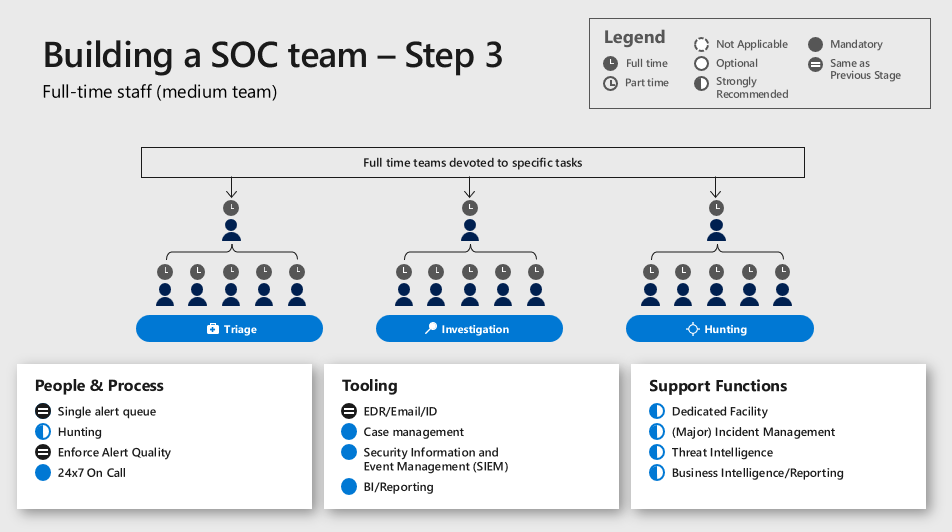 Building a SOC team – Step 3
Full-time staff (medium team)
Legend
Full time
Part time
Not Applicable
Optional
Strongly
Recommended
Mandatory
Same as
Previous Stage
Full time teams devoted to specific tasks
Triage
Investigation
Hunting
People & Process
Single alert queue
Hunting
Enforce Alert Quality
24x7 On Call
Tooling
EDR/Email/ID
Case management
Security Information and
Event Management (SIEM)
BI/Reporting
Support Functions
Dedicated Facility
(Major) Incident Management
Threat Intelligence
Business Intelligence/Reporting